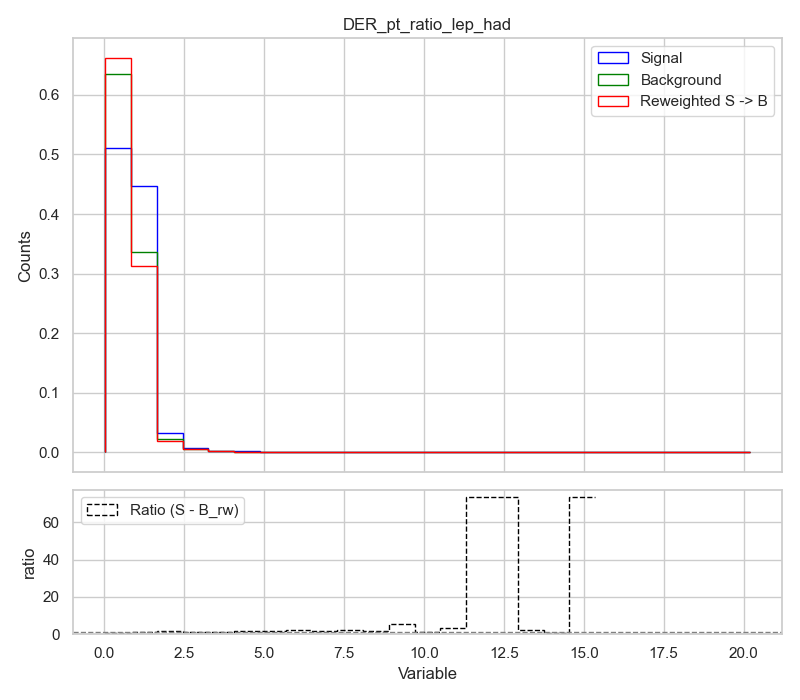 DER_pt_ratio_lep_had
Signal
Background
Reweighted S -> B
Counts
0.6
0.5
0.4
0.3
0.2
0.1
0.0
Ratio (S - B_rw)
ratio
60
40
20
0
0.0 2.5 5.0 7.5 10.0 12.5 15.0 17.5 20.0
Variable